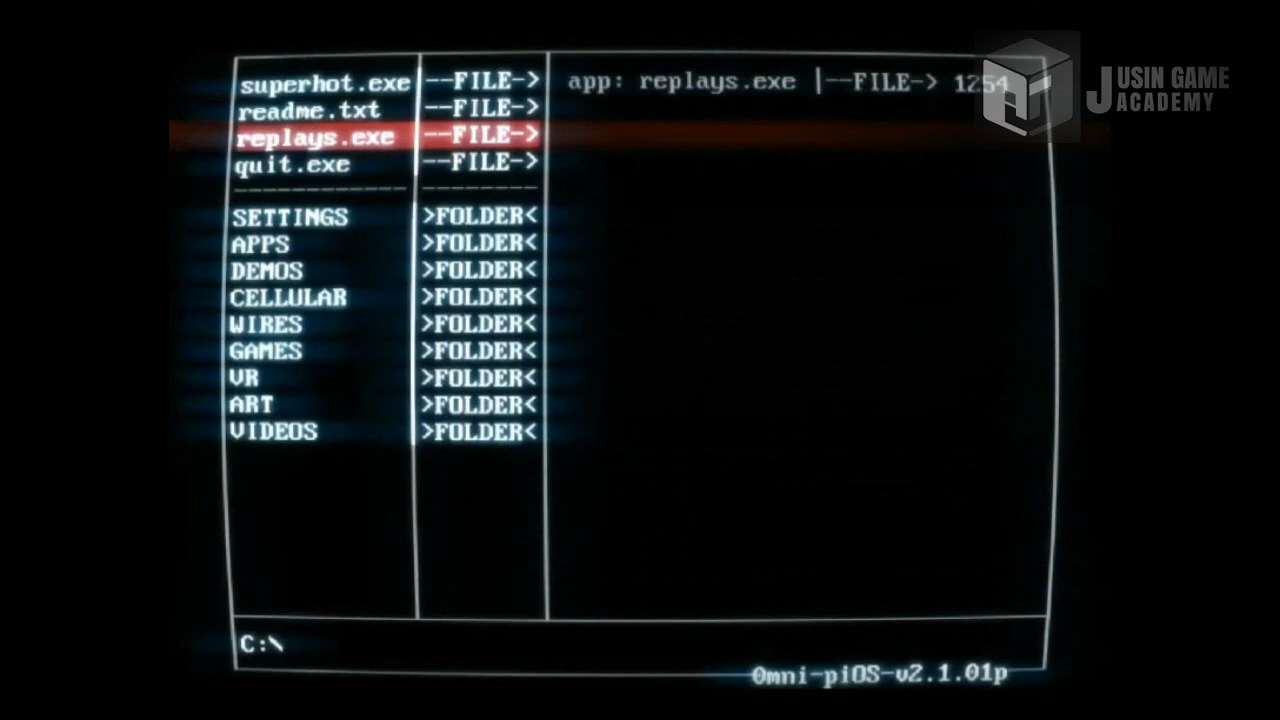 superhot.exe --FILE-> app: replays.exe |--FILE-> 1254
readme.txt --FILE->
replays.exe --FILE->
quit.exe --FILE->
SETTINGS >FOLDER<
APPS >FOLDER<
DEMOS >FOLDER<
CELLULAR >FOLDER<
WIRES >FOLDER<
GAMES >FOLDER<
VR >FOLDER<
ART >FOLDER<
VIDEOS >FOLDER<
C:\
Omni-piOS-v2.1.01p
JUSIN GAME
ACADEMY